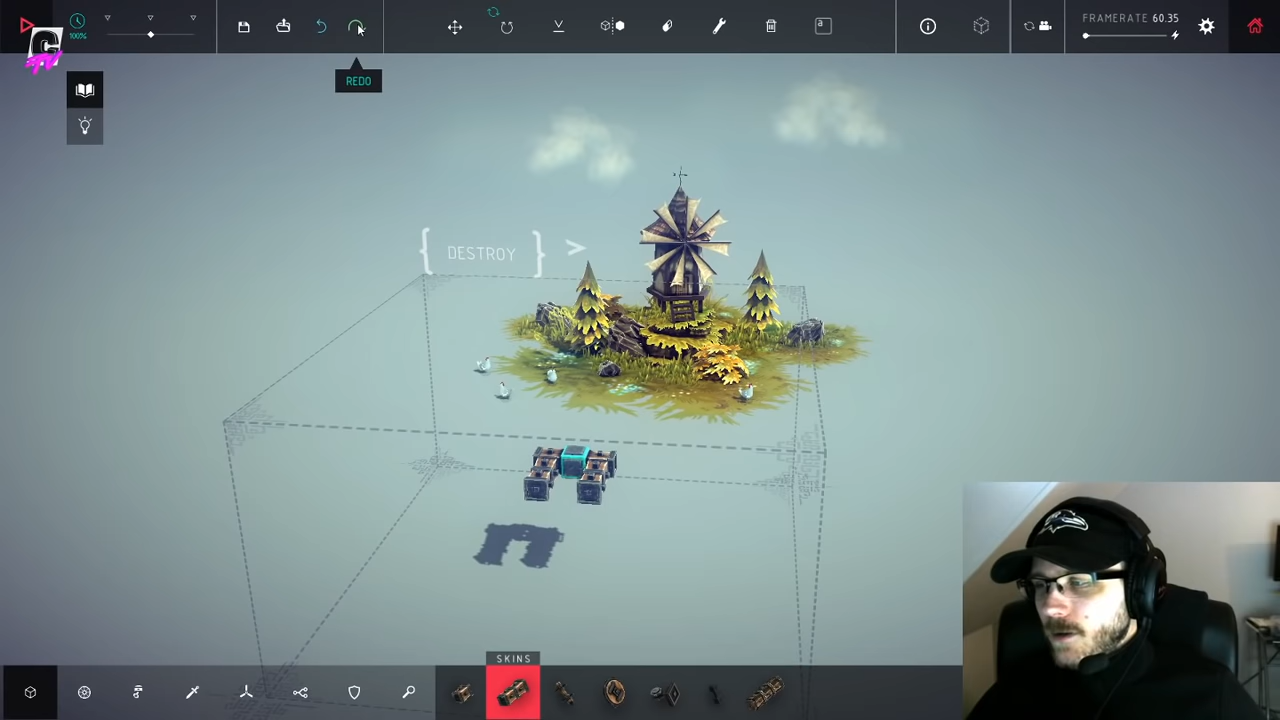 100%
FRAMERATE 60.35
REDO
{ DESTROY } >
SKINS